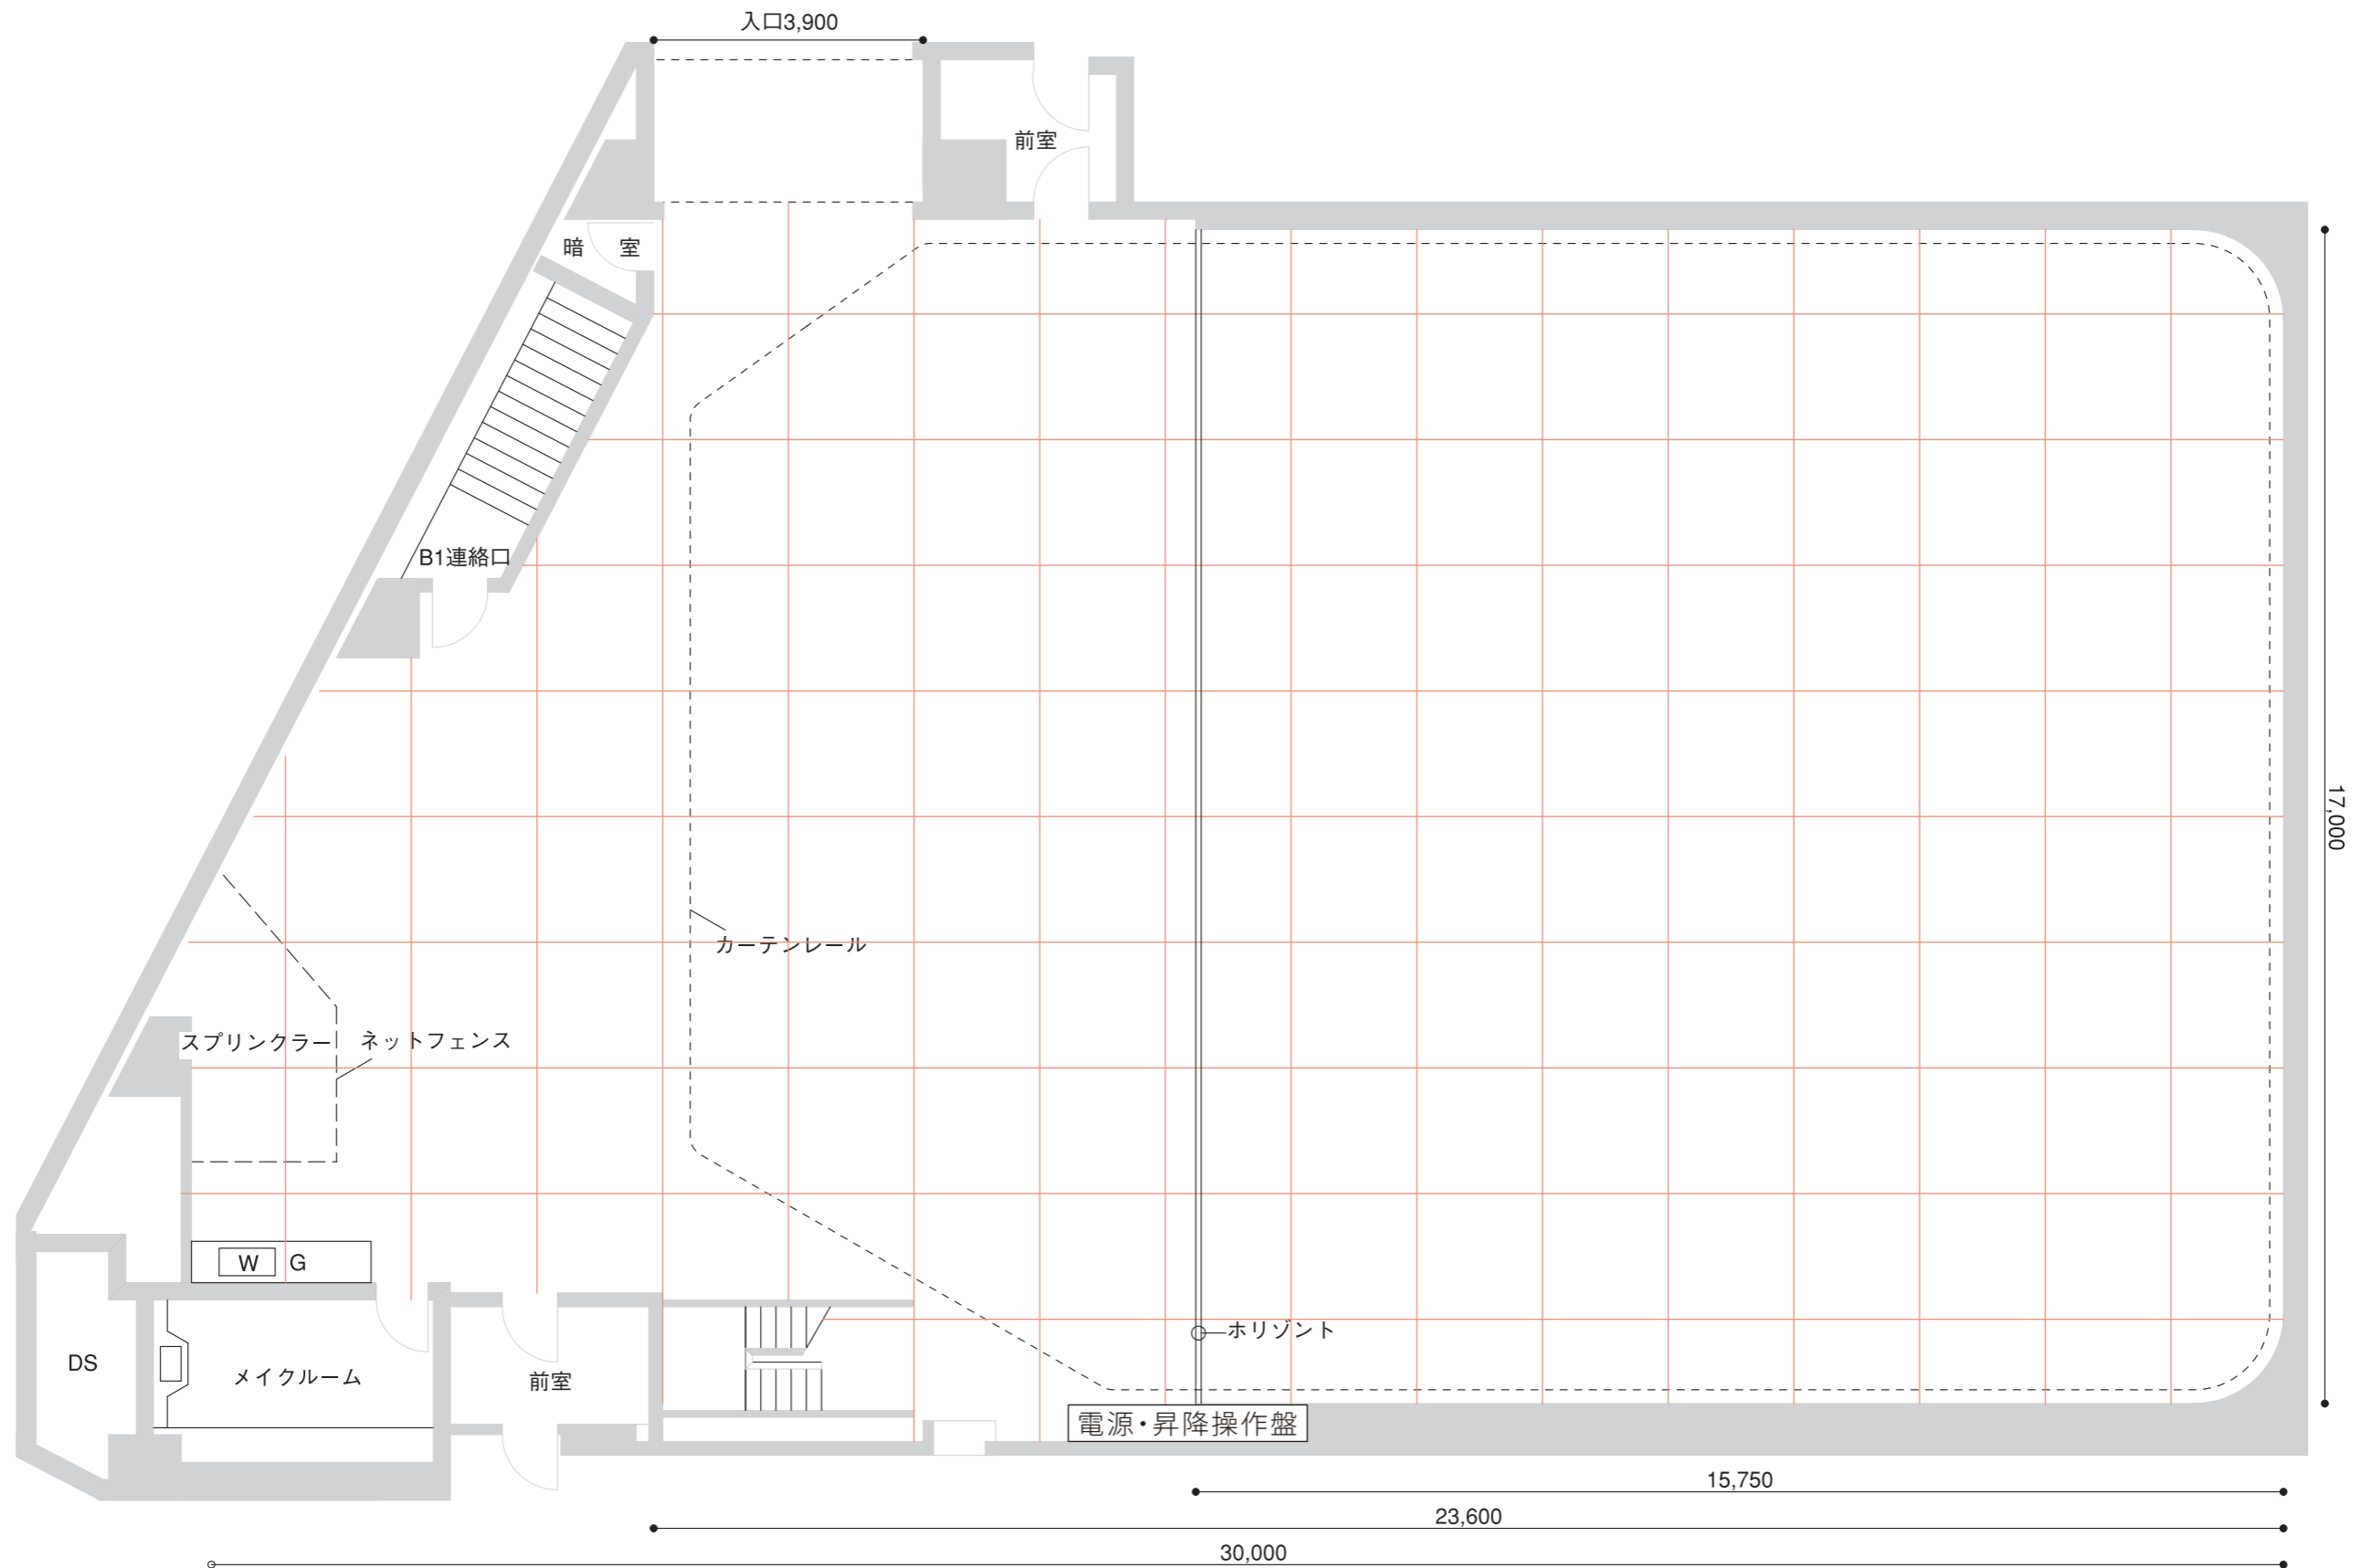 入口3,900
前室
暗 室
B1連絡口
17,000
カーテンレール
スプリンクラー
ネットフェンス
W G
ホリゾント
DS
メイクルーム
前室
電源・昇降操作盤
15,750
23,600
30,000